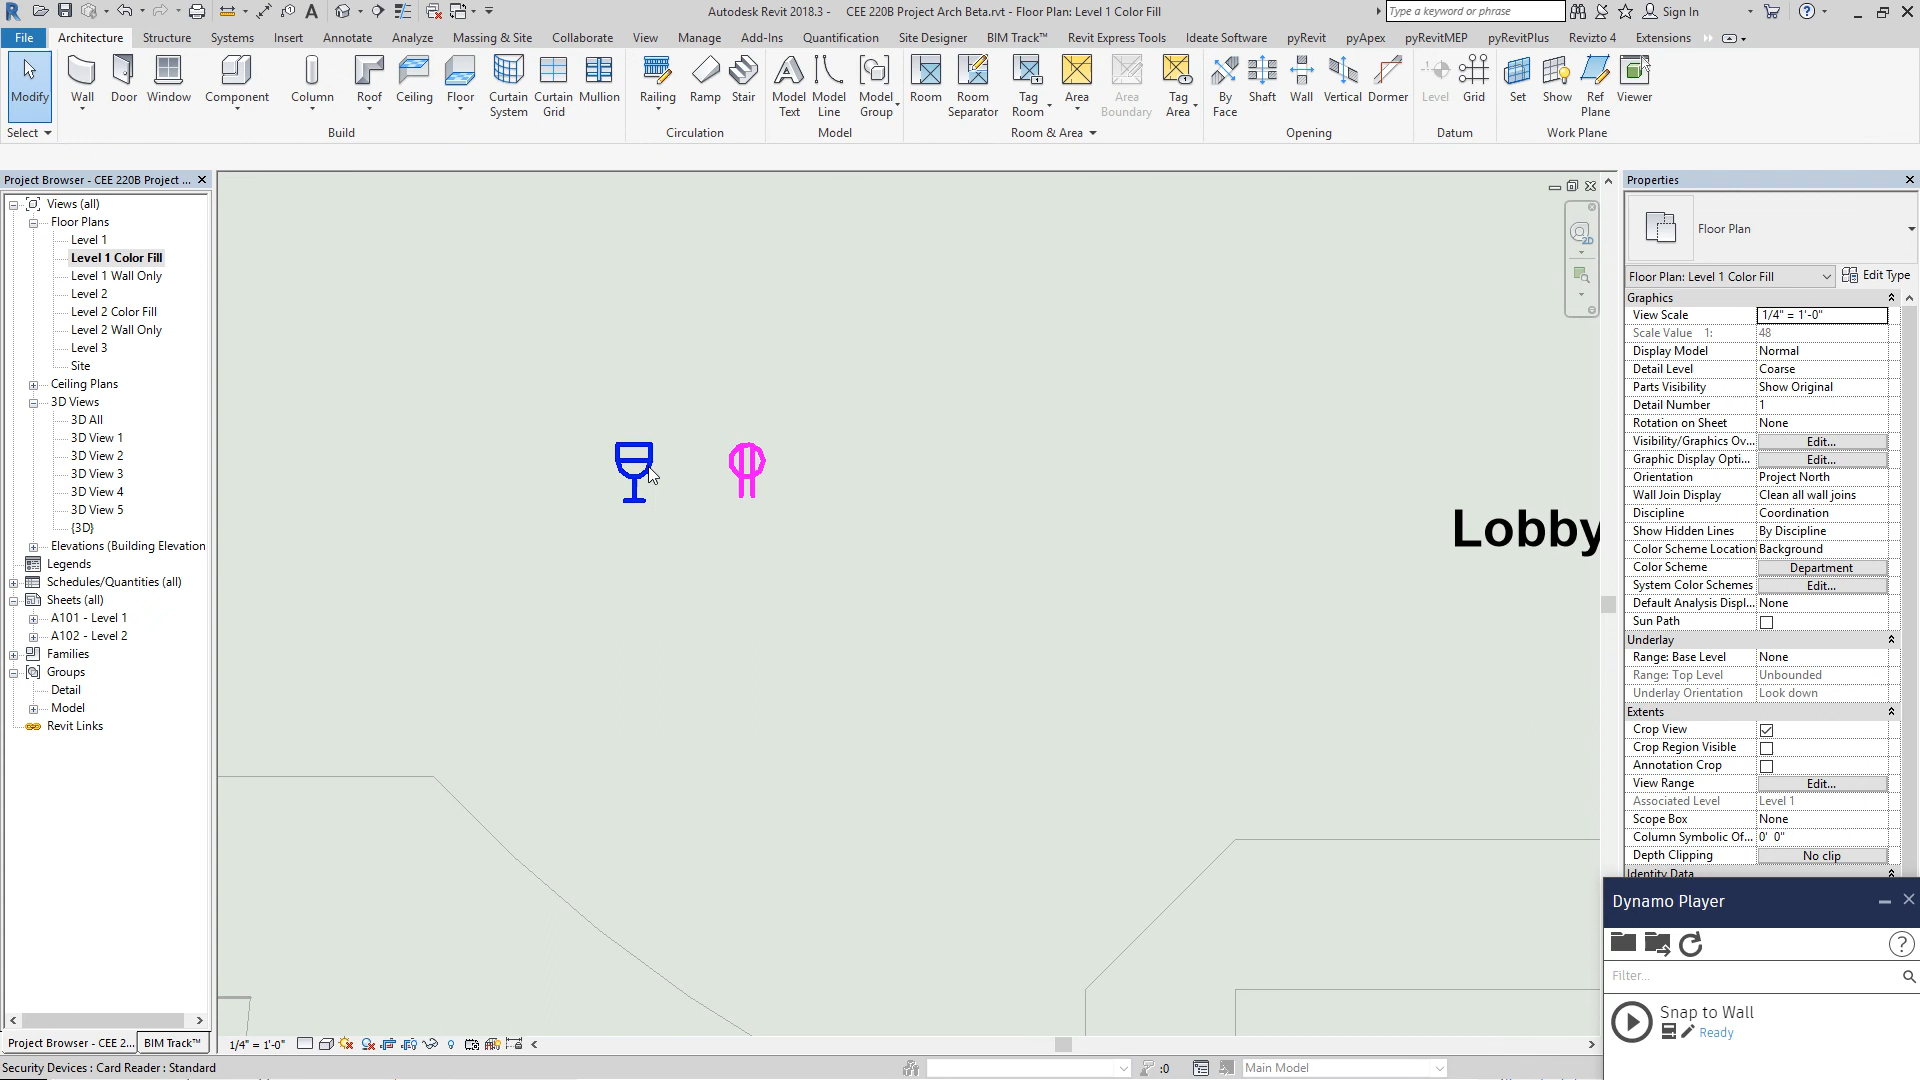 Autodesk Revit 2018.3 - CEE 220B Project Arch Beta.rvt - Floor Plan: Level 1 Color Fill
Type a keyword or phrase
Sign In
File Architecture Structure Systems Insert Annotate Analyze Massing & Site Collaborate View Manage Add-Ins Quantification Site Designer BIM Track™ Revit Express Tools Ideate Software pyRevit pyApex pyRevitMEP pyRevitPlus Revizto 4 Extensions
Modify Wall Door Window Component Column Roof Ceiling Floor Curtain System Curtain Grid Mullion Railing Ramp Stair Model Text Model Line Model Group Room Room Separator Tag Room Area Area Boundary Tag Area By Face Shaft Wall Vertical Dormer Level Grid Set Show Ref Plane Viewer
Select Build Circulation Model Room & Area Opening Datum Work Plane
Project Browser - CEE 220B Project ...
Views (all)
Floor Plans
Level 1
Level 1 Color Fill
Level 1 Wall Only
Level 2
Level 2 Color Fill
Level 2 Wall Only
Level 3
Site
Ceiling Plans
3D Views
3D All
3D View 1
3D View 2
3D View 3
3D View 4
3D View 5
{3D}
Elevations (Building Elevation
Legends
Schedules/Quantities (all)
Sheets (all)
A101 - Level 1
A102 - Level 2
Families
Groups
Detail
Model
Revit Links
Project Browser - CEE 2... BIM Track™
Lobby
2D
Properties
Floor Plan
Floor Plan: Level 1 Color Fill Edit Type
Graphics
View Scale 1/4" = 1'-0"
Scale Value 1: 48
Display Model Normal
Detail Level Coarse
Parts Visibility Show Original
Detail Number 1
Rotation on Sheet None
Visibility/Graphics Ov... Edit...
Graphic Display Opti... Edit...
Orientation Project North
Wall Join Display Clean all wall joins
Discipline Coordination
Show Hidden Lines By Discipline
Color Scheme Location Background
Color Scheme Department
System Color Schemes Edit...
Default Analysis Displ... None
Sun Path
Underlay
Range: Base Level None
Range: Top Level Unbounded
Underlay Orientation Look down
Extents
Crop View
Crop Region Visible
Annotation Crop
View Range Edit...
Associated Level Level 1
Scope Box None
Column Symbolic Of... 0' 0"
Depth Clipping No clip
Identity Data
Dynamo Player
Filter...
Snap to Wall
Ready
1/4" = 1'-0"
Security Devices : Card Reader : Standard
:0
Main Model